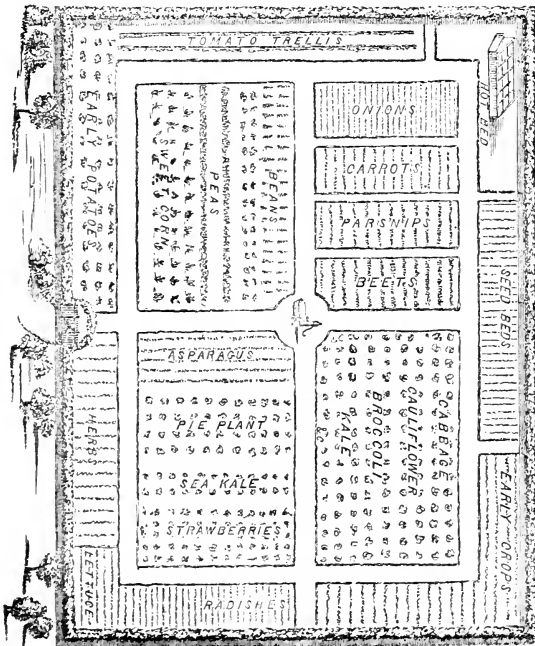 TOMATO TRELLIS
HOT BED
EARLY POTATOES
SWEET CORN
PEAS
BEANS
ONIONS
CARROTS
PARSNIPS
BEETS
SEED BEDS
ASPARAGUS
PIE PLANT
SEA KALE
STRAWBERRIES
HERBS
LETTUCE
RADISHES
KALE
BROCCOLI
CAULIFLOWER
CABBAGE
EARLY CROPS